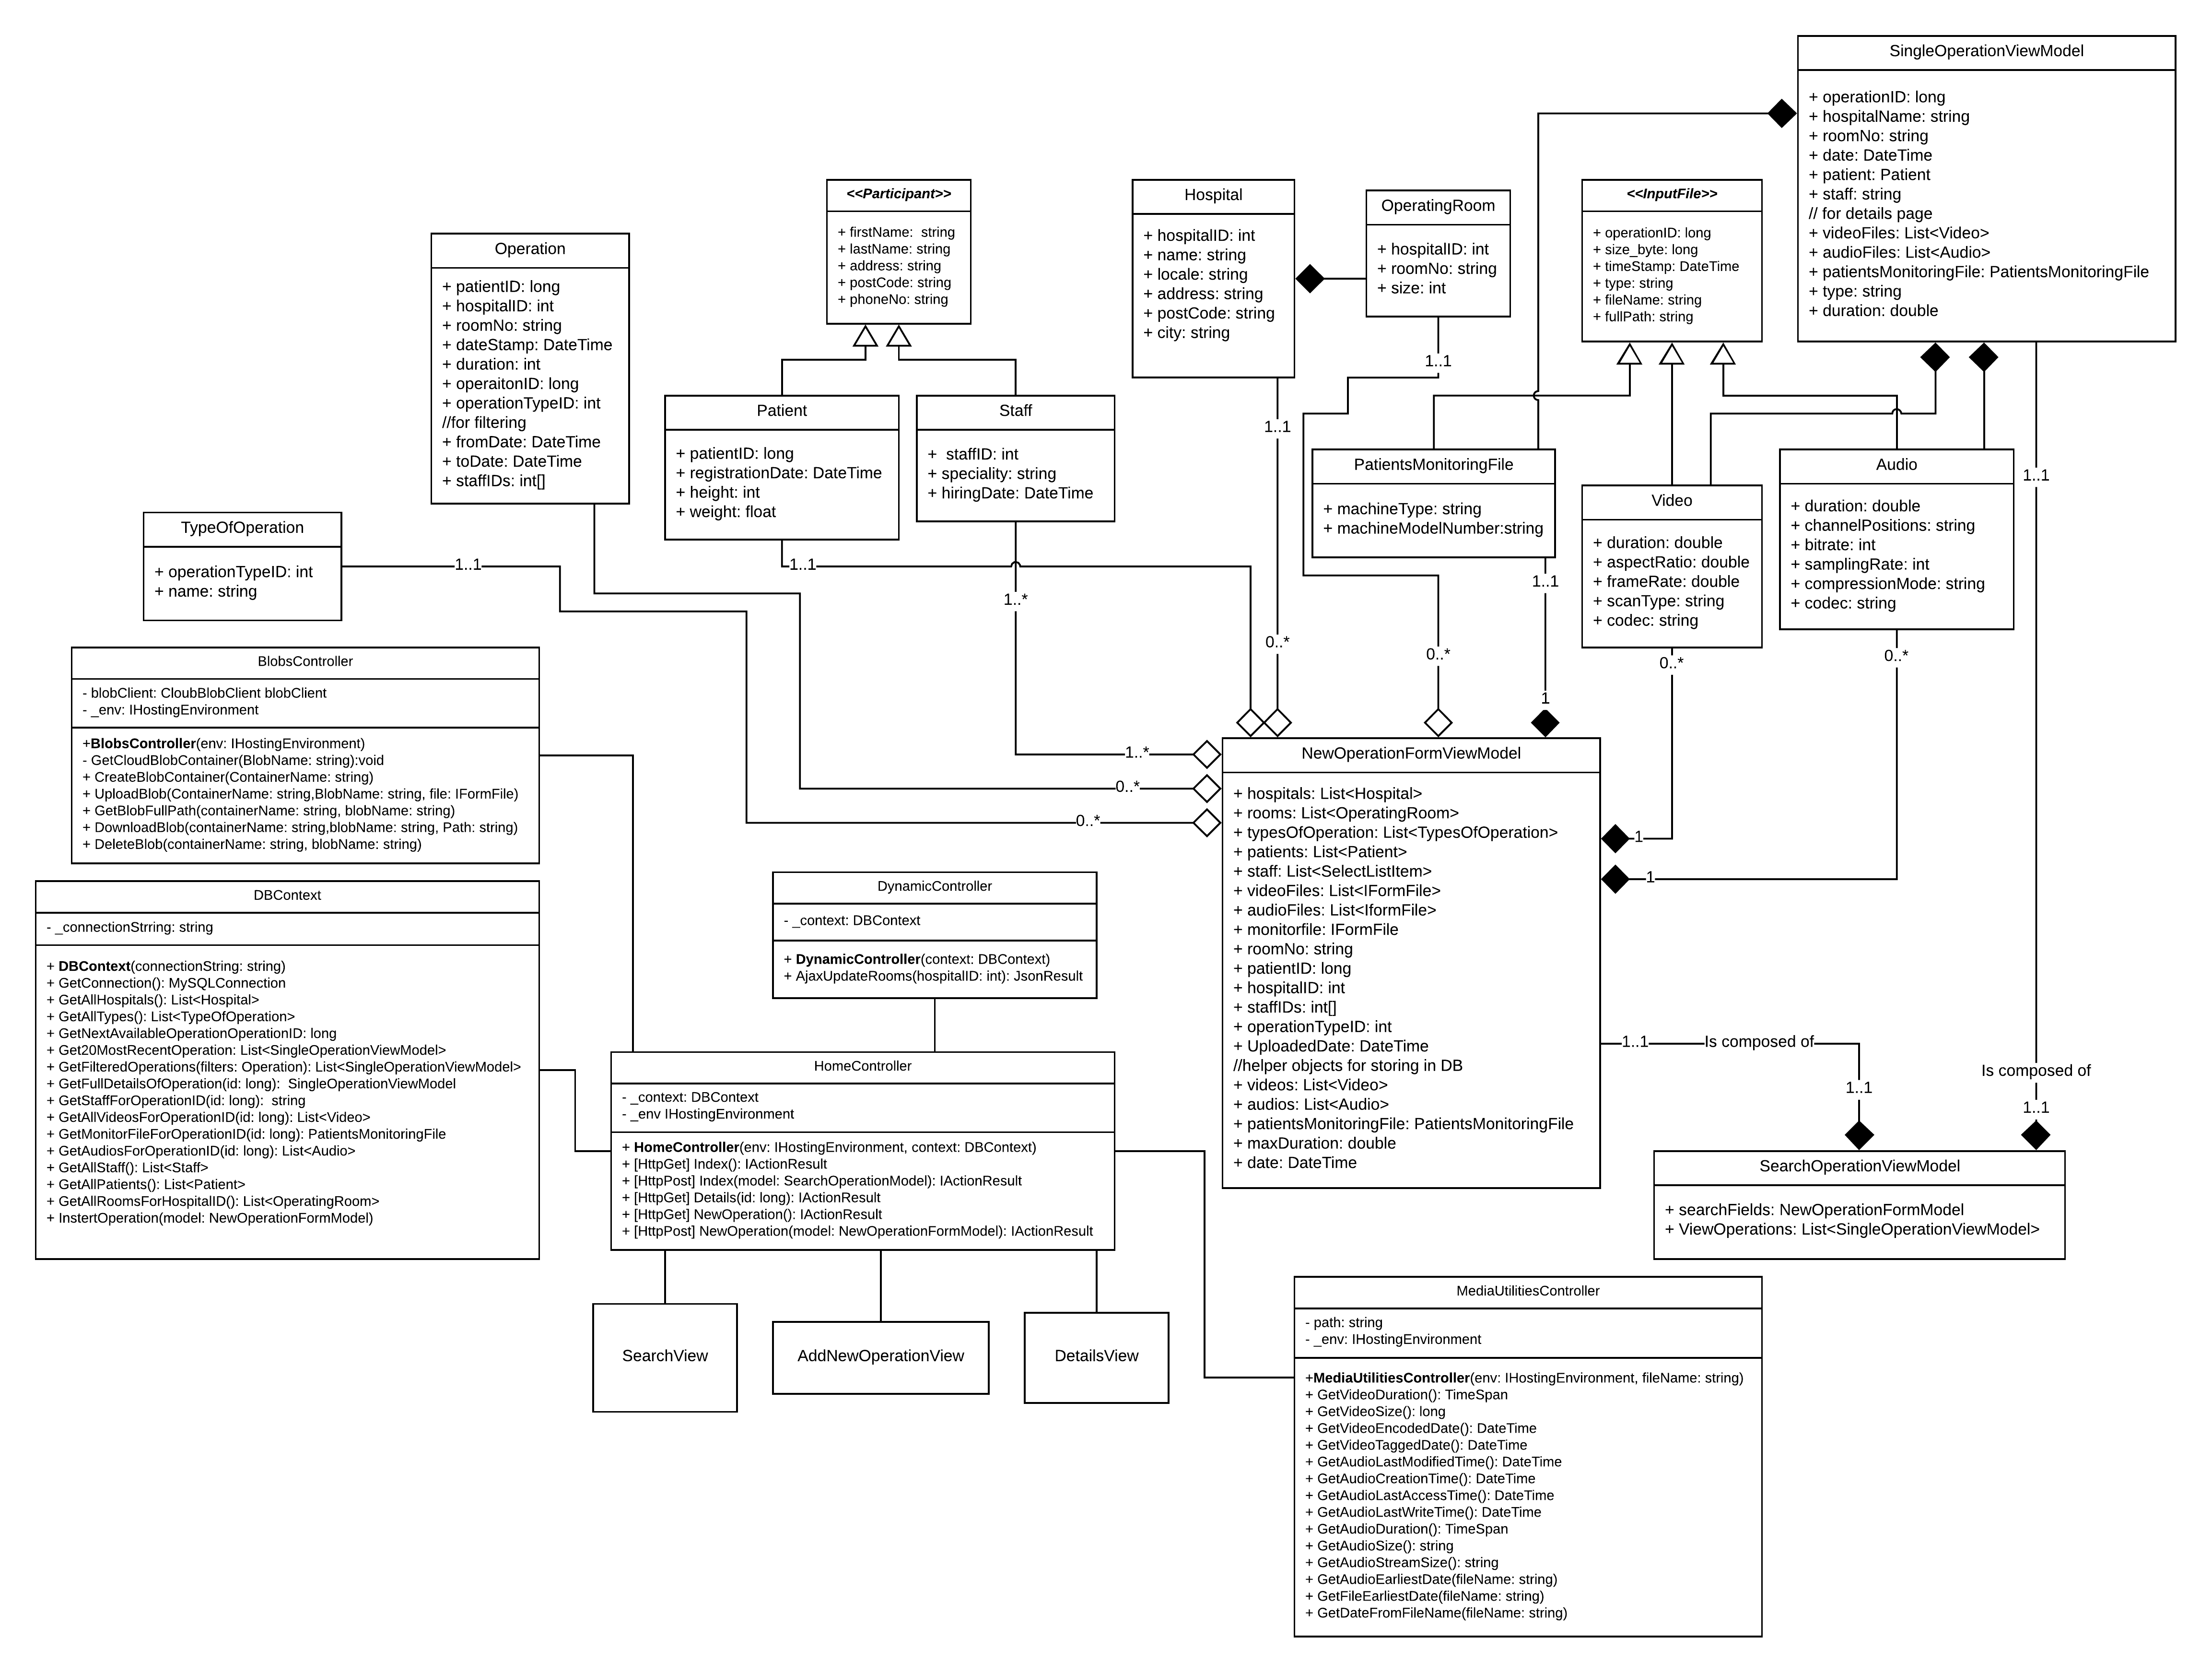 SingleOperationViewModel
+ operationID: long
+ hospitalName: string
+ roomNo: string
+ date: DateTime
+ patient: Patient
+ staff: string
// for details page
+ videoFiles: List<Video>
+ audioFiles: List<Audio>
+ patientsMonitoringFile: PatientsMonitoringFile
+ type: string
+ duration: double
<<Participant>>
+ firstName:  string
+ lastName: string
+ address: string
+ postCode: string
+ phoneNo: string
Hospital
+ hospitalID: int
+ name: string
+ locale: string
+ address: string
+ postCode: string
+ city: string
OperatingRoom
+ hospitalID: int
+ roomNo: string
+ size: int
<<InputFile>>
+ operationID: long
+ size_byte: long
+ timeStamp: DateTime
+ type: string
+ fileName: string
+ fullPath: string
Operation
+ patientID: long
+ hospitalID: int
+ roomNo: string
+ dateStamp: DateTime
+ duration: int
+ operaitonID: long
+ operationTypeID: int
//for filtering
+ fromDate: DateTime
+ toDate: DateTime
+ staffIDs: int[]
Patient
+ patientID: long
+ registrationDate: DateTime
+ height: int
+ weight: float
Staff
+  staffID: int
+ speciality: string
+ hiringDate: DateTime
1..1
1..1
PatientsMonitoringFile
+ machineType: string
+ machineModelNumber:string
Video
+ duration: double
+ aspectRatio: double
+ frameRate: double
+ scanType: string
+ codec: string
Audio
+ duration: double
+ channelPositions: string
+ bitrate: int
+ samplingRate: int
+ compressionMode: string
+ codec: string
1..1
TypeOfOperation
+ operationTypeID: int
+ name: string
1..1
1..1
1..*
1..1
0..*
0..*
0..*
0..*
1
1..*
0..*
0..*
1
1
BlobsController
- blobClient: CloubBlobClient blobClient
- _env: IHostingEnvironment
+BlobsController(env: IHostingEnvironment)
- GetCloudBlobContainer(BlobName: string):void
+ CreateBlobContainer(ContainerName: string)
+ UploadBlob(ContainerName: string,BlobName: string, file: IFormFile)
+ GetBlobFullPath(containerName: string, blobName: string)
+ DownloadBlob(containerName: string,blobName: string, Path: string)
+ DeleteBlob(containerName: string, blobName: string)
NewOperationFormViewModel
+ hospitals: List<Hospital>
+ rooms: List<OperatingRoom>
+ typesOfOperation: List<TypesOfOperation>
+ patients: List<Patient>
+ staff: List<SelectListItem>
+ videoFiles: List<IFormFile>
+ audioFiles: List<IformFile>
+ monitorfile: IFormFile
+ roomNo: string
+ patientID: long
+ hospitalID: int
+ staffIDs: int[]
+ operationTypeID: int
+ UploadedDate: DateTime
//helper objects for storing in DB
+ videos: List<Video>
+ audios: List<Audio>
+ patientsMonitoringFile: PatientsMonitoringFile
+ maxDuration: double
+ date: DateTime
DBContext
- _connectionStrring: string
+ DBContext(connectionString: string)
+ GetConnection(): MySQLConnection
+ GetAllHospitals(): List<Hospital>
+ GetAllTypes(): List<TypeOfOperation>
+ GetNextAvailableOperationOperationID: long
+ Get20MostRecentOperation: List<SingleOperationViewModel>
+ GetFilteredOperations(filters: Operation): List<SingleOperationViewModel>
+ GetFullDetailsOfOperation(id: long):  SingleOperationViewModel
+ GetStaffForOperationID(id: long):  string
+ GetAllVideosForOperationID(id: long): List<Video>
+ GetMonitorFileForOperationID(id: long): PatientsMonitoringFile
+ GetAudiosForOperationID(id: long): List<Audio>
+ GetAllStaff(): List<Staff>
+ GetAllPatients(): List<Patient>
+ GetAllRoomsForHospitalID(): List<OperatingRoom>
+ InstertOperation(model: NewOperationFormModel)
DynamicController
- _context: DBContext
+ DynamicController(context: DBContext)
+ AjaxUpdateRooms(hospitalID: int): JsonResult
HomeController
- _context: DBContext
- _env IHostingEnvironment
+ HomeController(env: IHostingEnvironment, context: DBContext)
+ [HttpGet] Index(): IActionResult
+ [HttpPost] Index(model: SearchOperationModel): IActionResult
+ [HttpGet] Details(id: long): IActionResult
+ [HttpGet] NewOperation(): IActionResult
+ [HttpPost] NewOperation(model: NewOperationFormModel): IActionResult
1..1
Is composed of
1..1
Is composed of
1..1
SearchOperationViewModel
+ searchFields: NewOperationFormModel
+ ViewOperations: List<SingleOperationViewModel>
SearchView
AddNewOperationView
DetailsView
MediaUtilitiesController
- path: string
- _env: IHostingEnvironment
+MediaUtilitiesController(env: IHostingEnvironment, fileName: string)
+ GetVideoDuration(): TimeSpan
+ GetVideoSize(): long
+ GetVideoEncodedDate(): DateTime
+ GetVideoTaggedDate(): DateTime
+ GetAudioLastModifiedTime(): DateTime
+ GetAudioCreationTime(): DateTime
+ GetAudioLastAccessTime(): DateTime
+ GetAudioLastWriteTime(): DateTime
+ GetAudioDuration(): TimeSpan
+ GetAudioSize(): string
+ GetAudioStreamSize(): string
+ GetAudioEarliestDate(fileName: string)
+ GetFileEarliestDate(fileName: string)
+ GetDateFromFileName(fileName: string)